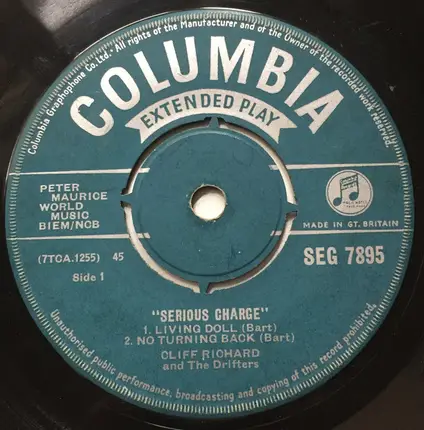 Columbia Graphophone Co. Ltd. All rights of the Manufacturer and of the Owner of the recorded work reserved.
COLUMBIA
EXTENDED PLAY
PETER
MAURICE
WORLD
MUSIC
BIEM/NCB
MADE IN GT. BRITAIN
(7TCA.1255) 45
Side 1
SEG 7895
"SERIOUS CHARGE"
1. LIVING DOLL (Bart)
2. NO TURNING BACK (Bart)
CLIFF RICHARD
and The Drifters
Unauthorised public performance, broadcasting and copying of this record prohibited.